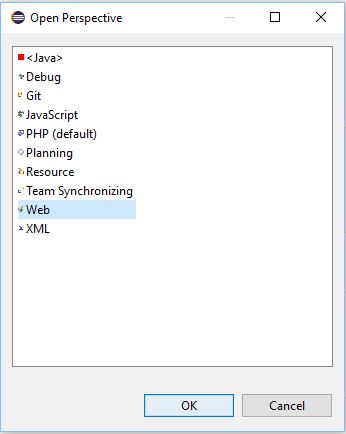 Open Perspective
<Java>
Debug
Git
JavaScript
PHP (default)
Planning
Resource
Team Synchronizing
Web
XML
OK
Cancel